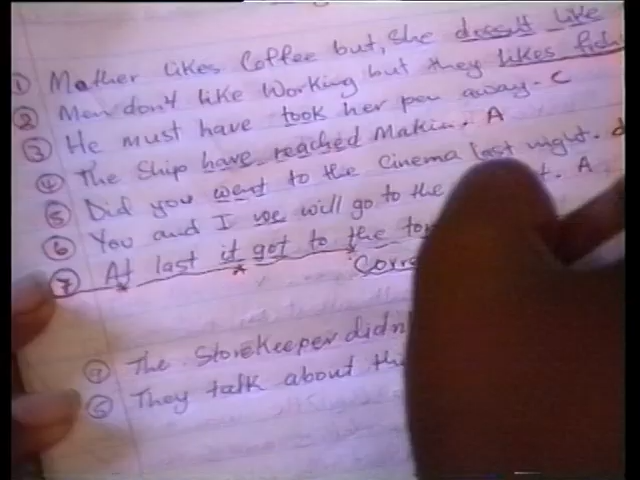 ① Mother likes Coffee but, she doesn't like
② Men don't like working but they likes fish
③ He must have took her pen away. C
④ The Ship have reached Makin. A
⑤ Did you went to the cinema last night.
⑥ You and I we will go to the t. A
⑦ At last it got to the
The Storekeeper didn
They talk about